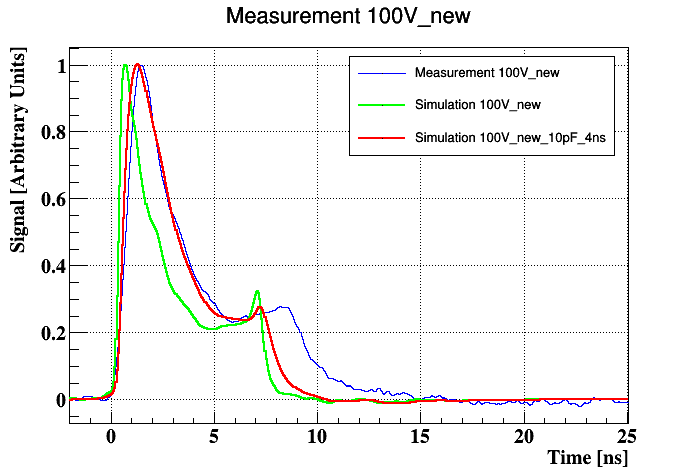 Measurement 100V_new
Signal [Arbitrary Units]
1
0.8
0.6
0.4
0.2
0
Measurement 100V_new
Simulation 100V_new
Simulation 100V_new_10pF_4ns
0 5 10 15 20 25
Time [ns]